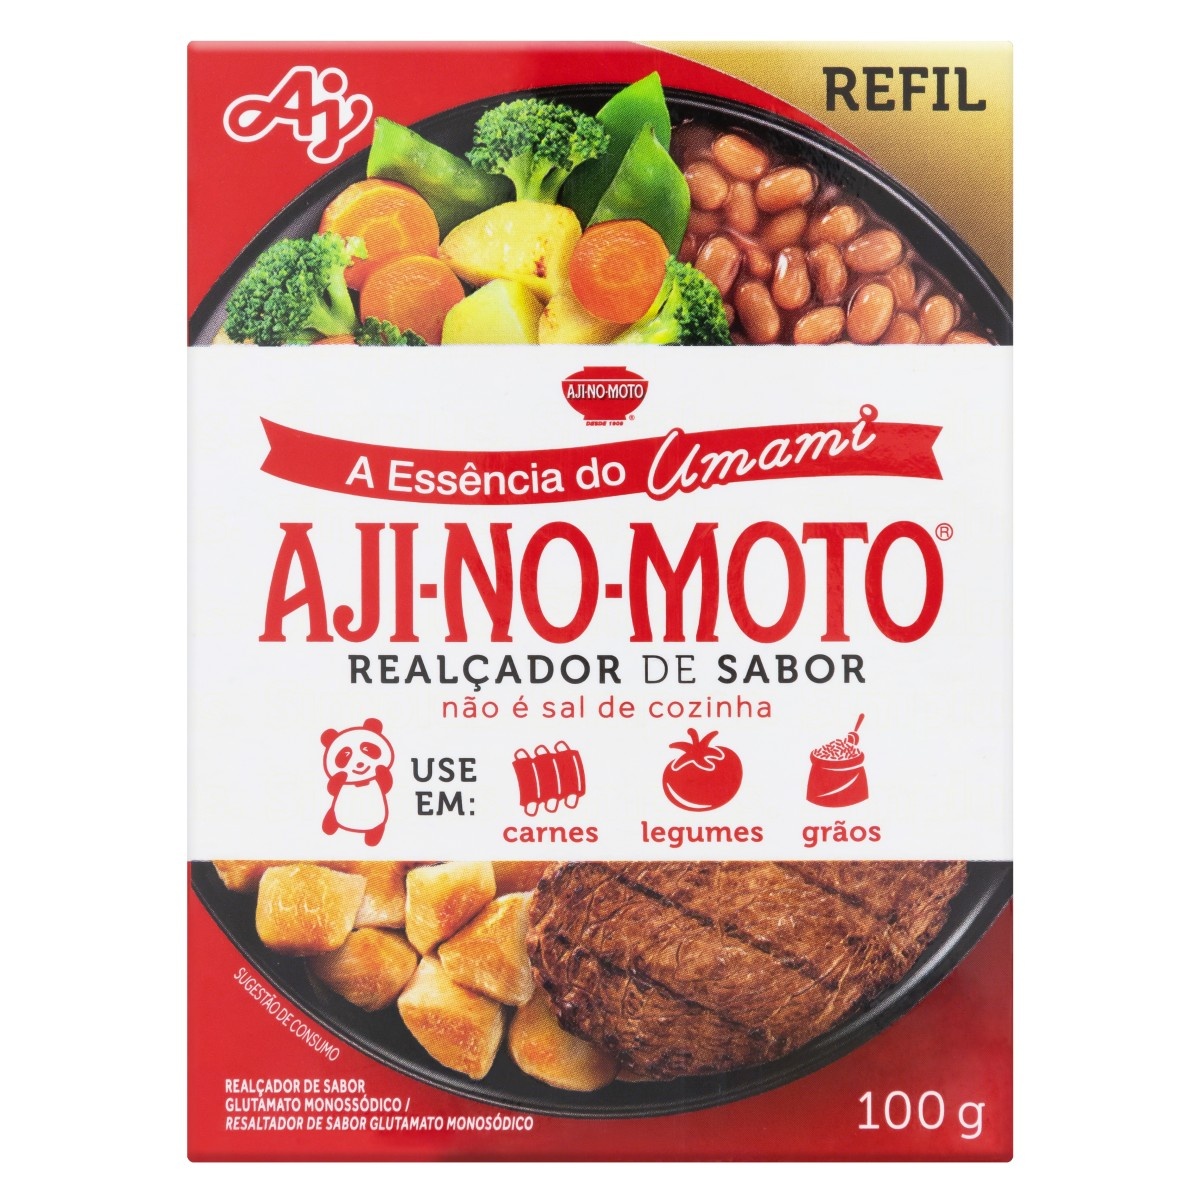 Aj
REFIL
AJI-NO-MOTO
DESDE 1909
®
A Essência do Umami
AJI-NO-MOTO®
REALÇADOR DE SABOR
não é sal de cozinha
USE
EM:
carnes legumes grãos
SUGESTÃO DE CONSUMO
REALÇADOR DE SABOR
GLUTAMATO MONOSSÓDICO /
RESALTADOR DE SABOR GLUTAMATO MONOSÓDICO
100 g